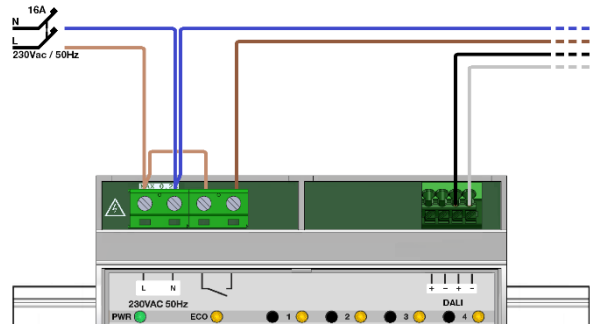 16A
N
L
230Vac / 50Hz
L N
+ - + -
230VAC 50Hz
DALI
PWR ECO 1 2 3 4